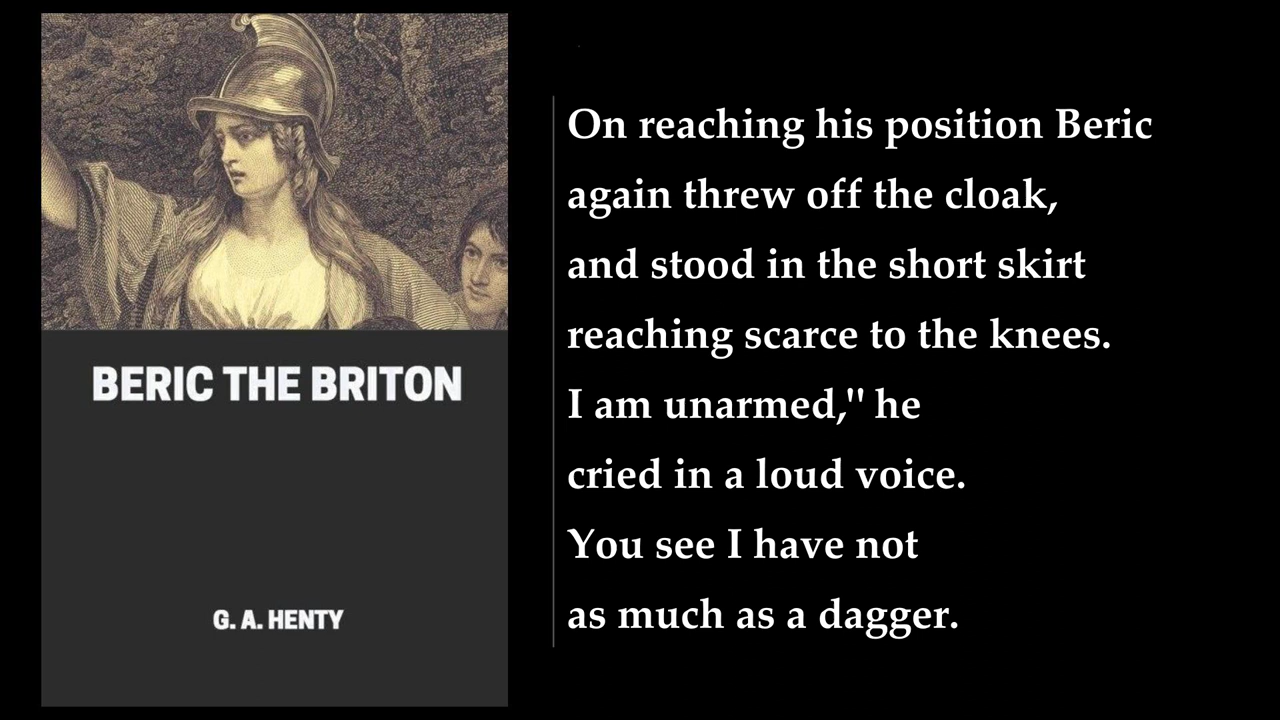 BERIC THE BRITON
G. A. HENTY
On reaching his position Beric
again threw off the cloak,
and stood in the short skirt
reaching scarce to the knees.
I am unarmed," he
cried in a loud voice.
You see I have not
as much as a dagger.